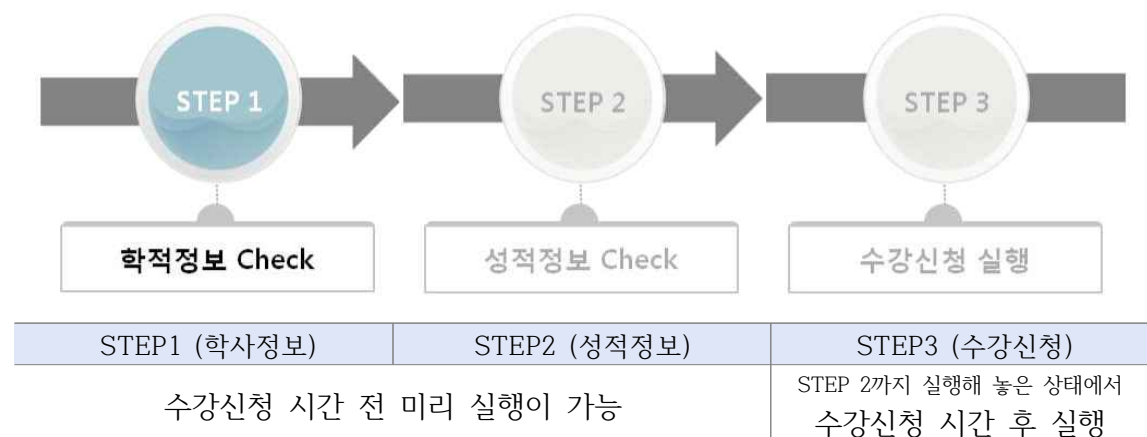 STEP 1
STEP 2
STEP 3
학적정보 Check
성적정보 Check
수강신청 실행
STEP1 (학사정보)
STEP2 (성적정보)
STEP3 (수강신청)
수강신청 시간 전 미리 실행이 가능
STEP 2까지 실행해 놓은 상태에서
수강신청 시간 후 실행